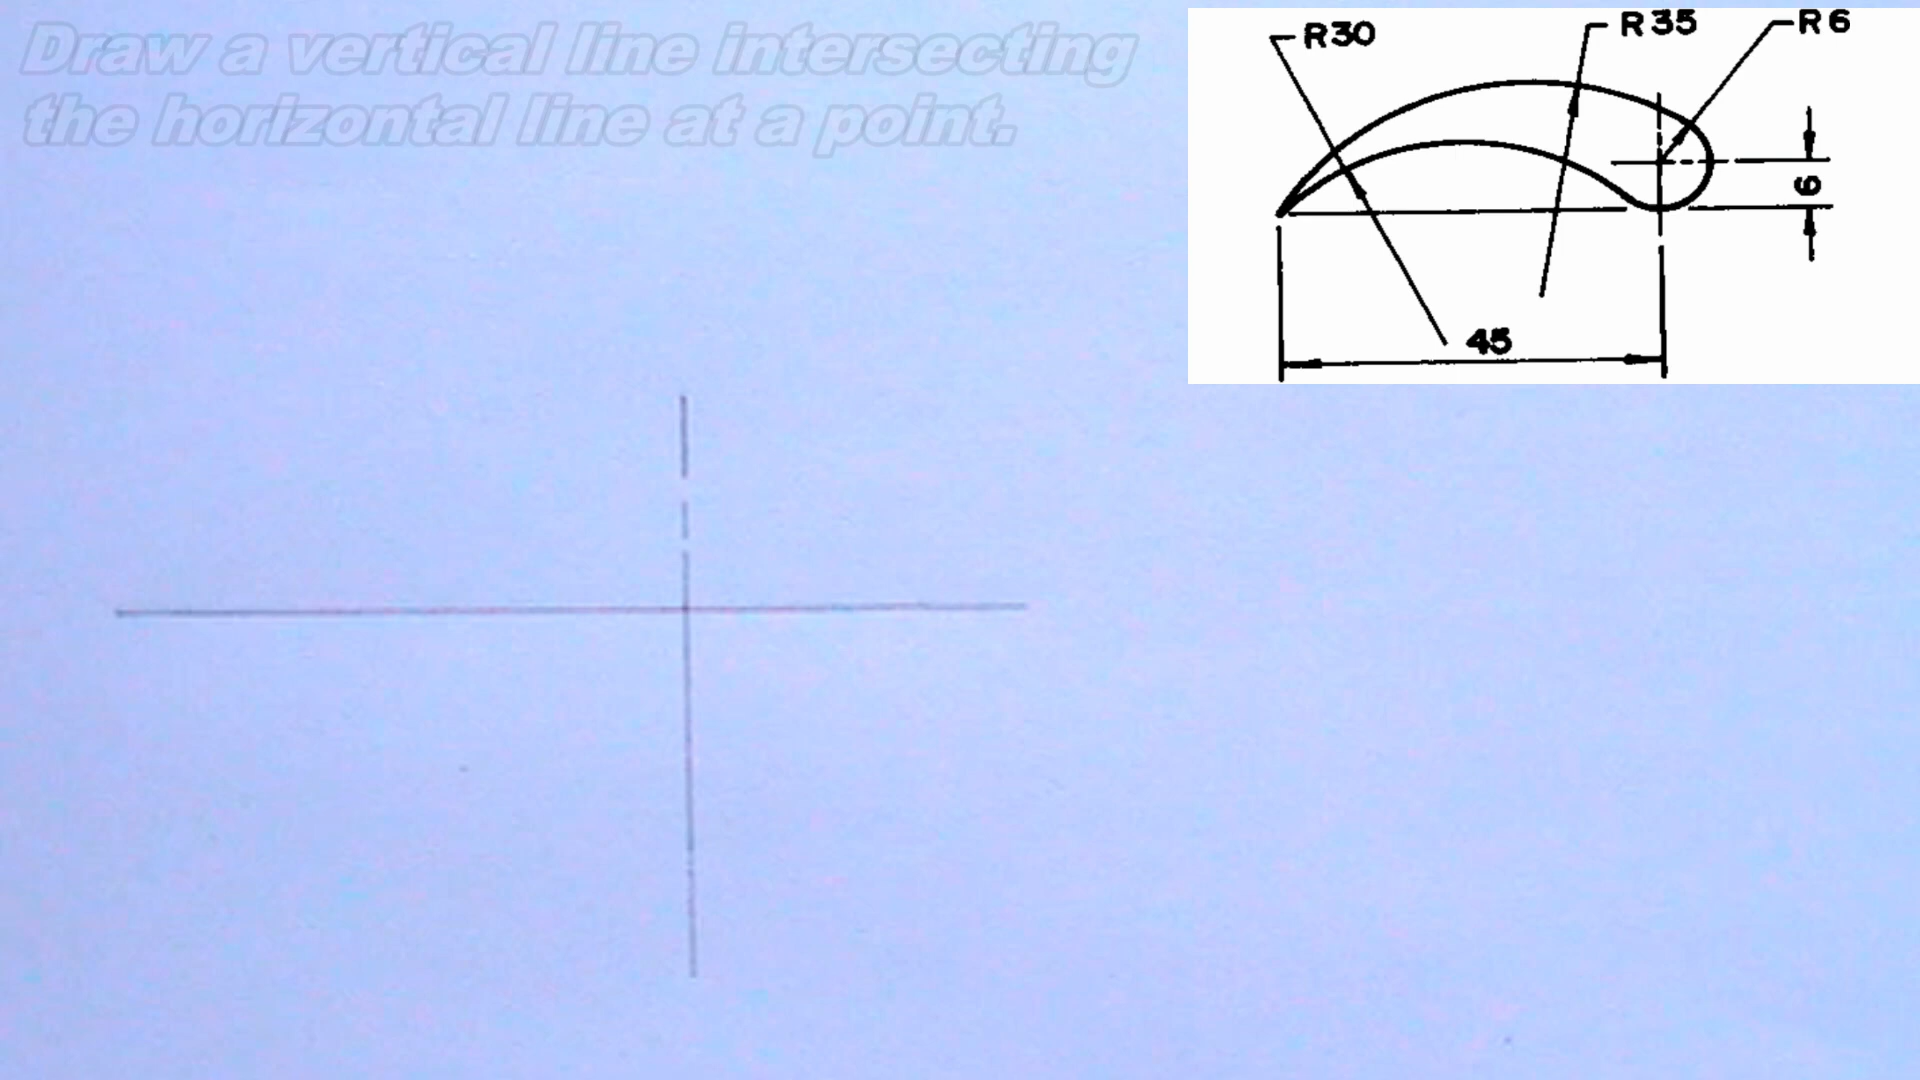 Draw a vertical line intersecting
the horizontal line at a point.
R30
R35
R6
6
45